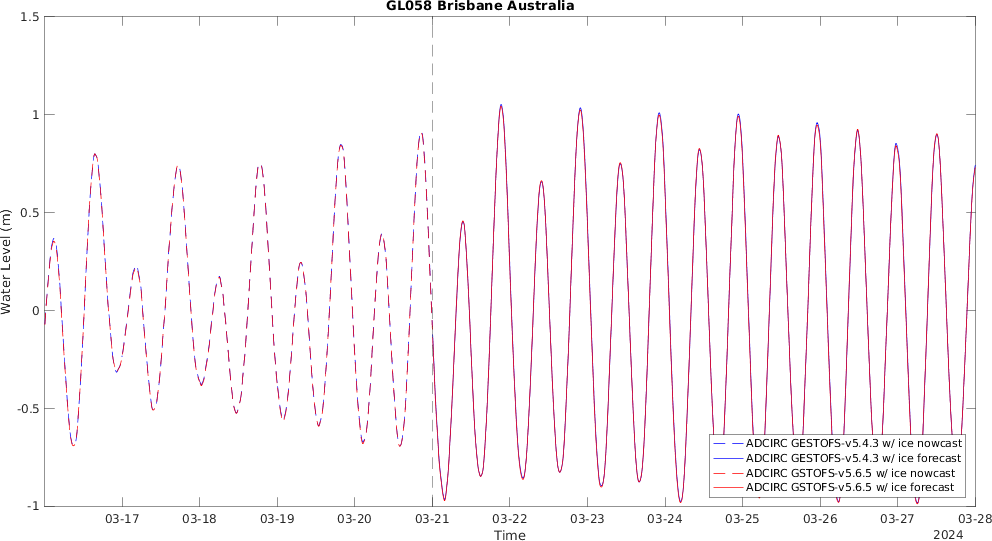 GL058 Brisbane Australia
1.5
1
0.5
0
-0.5
-1
Water Level (m)
ADCIRC GESTOFS-v5.4.3 w/ ice nowcast
ADCIRC GESTOFS-v5.4.3 w/ ice forecast
ADCIRC GSTOFS-v5.6.5 w/ ice nowcast
ADCIRC GSTOFS-v5.6.5 w/ ice forecast
03-17 03-18 03-19 03-20 03-21 03-22 03-23 03-24 03-25 03-26 03-27 03-28
Time
2024